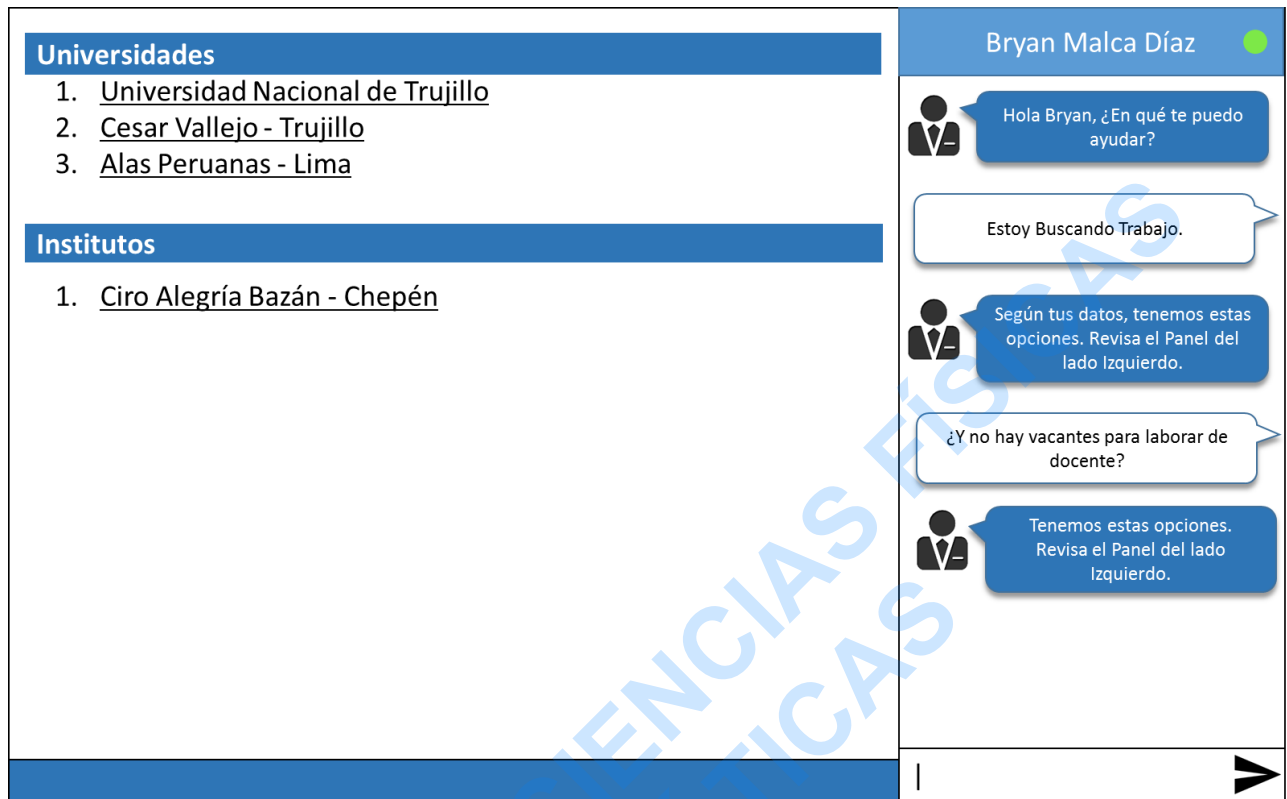 Universidades
1. Universidad Nacional de Trujillo
2. Cesar Vallejo - Trujillo
3. Alas Peruanas - Lima
Institutos
1. Ciro Alegría Bazán - Chepén
Bryan Malca Díaz
Hola Bryan, ¿En qué te puedo
ayudar?
Estoy Buscando Trabajo.
Según tus datos, tenemos estas
opciones. Revisa el Panel del
lado Izquierdo.
¿Y no hay vacantes para laborar de
docente?
Tenemos estas opciones.
Revisa el Panel del lado
Izquierdo.
FÍSICAS